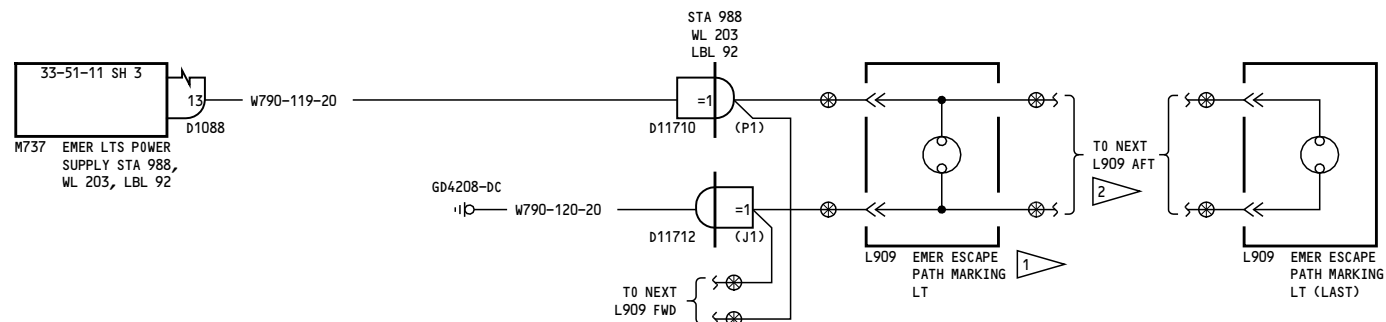 STA 988
WL 203
LBL 92
33-51-11 SH 3
13
W790-119-20
=1
D1088
D11710
(P1)
M737 EMER LTS POWER
SUPPLY STA 988,
WL 203, LBL 92
TO NEXT
L909 AFT
2
GD4208-DC
W790-120-20
=1
D11712
(J1)
L909 EMER ESCAPE
PATH MARKING
LT
1
L909 EMER ESCAPE
PATH MARKING
LT (LAST)
TO NEXT
L909 FWD